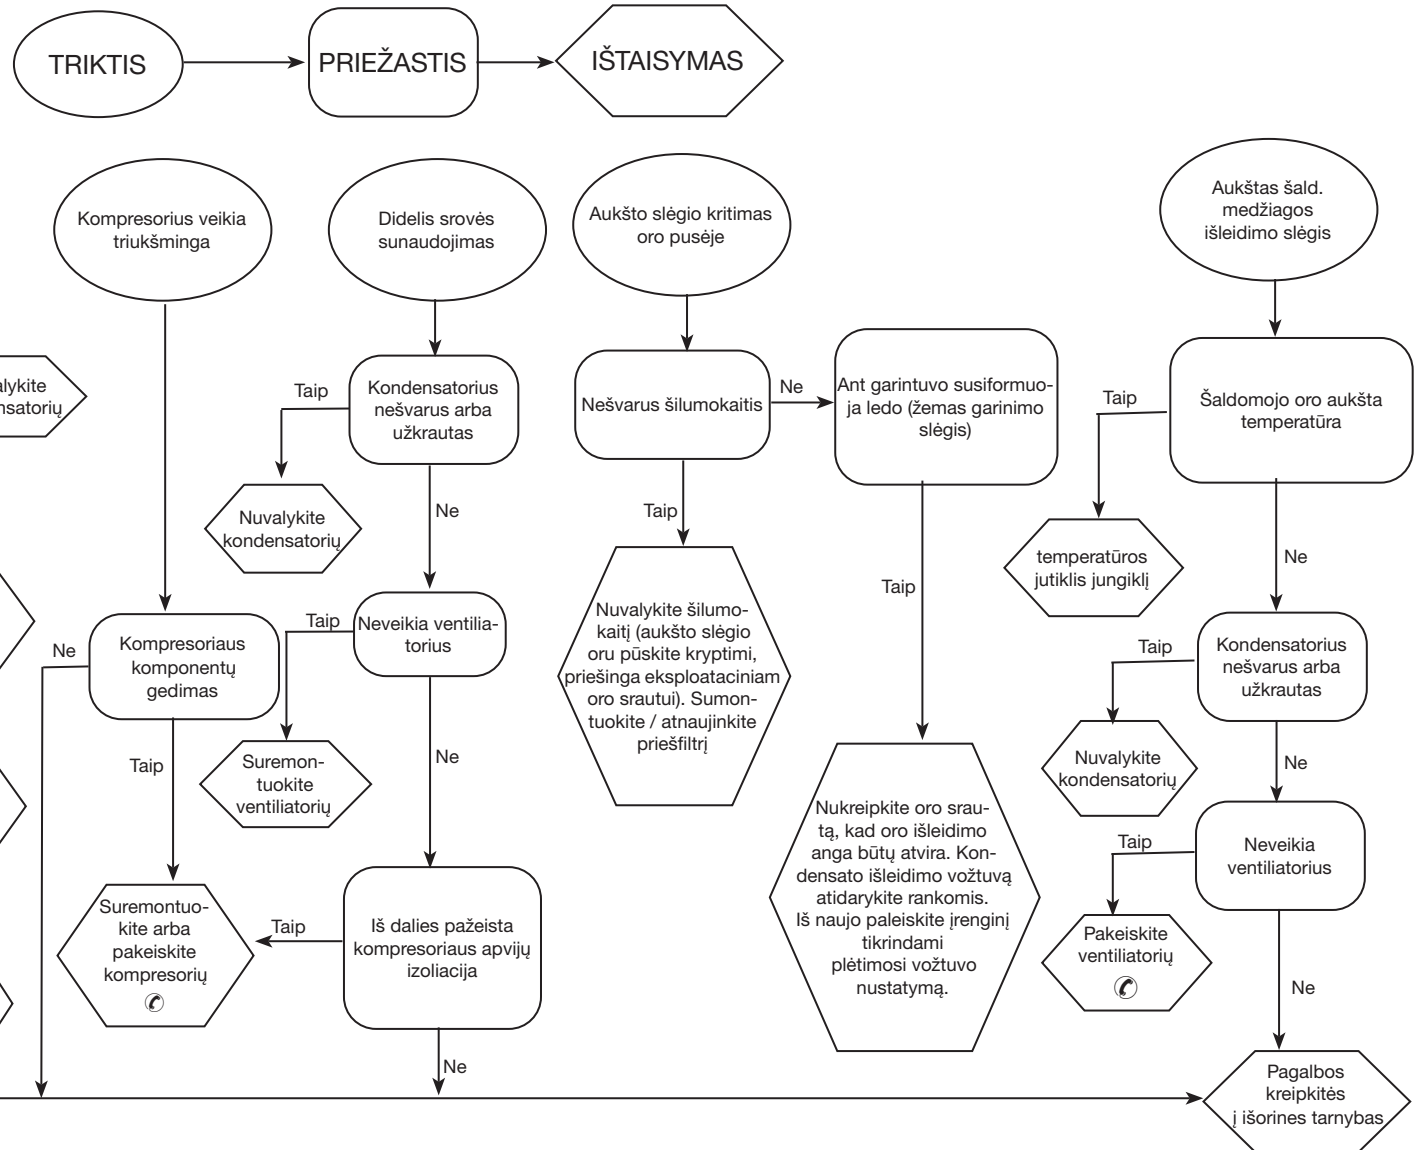 TRIKTIS
PRIEŽASTIS
IŠTAISYMAS
Kompresorius veikia
triukšminga
Didelis srovės
sunaudojimas
Aukšto slėgio kritimas
oro pusėje
Aukštas šald.
medžiagos
išleidimo slėgis
alykite
nsatorių
Taip
Kondensatorius
nešvarus arba
užkrautas
Nešvarus šilumokaitis
Ne
Ant garintuvo susiformuo-
ja ledo (žemas garinimo
slėgis)
Taip
Šaldomojo oro aukšta
temperatūra
Nuvalykite
kondensatorių
Ne
Taip
temperatūros
jutiklis jungiklį
Ne
Taip
Ne
Kompresoriaus
komponentų
gedimas
Taip
Neveikia ventilia-
torius
Nuvalykite šilumo-
kaitį (aukšto slėgio
oru pūskite kryptimi,
priešinga eksploataciniam
oro srautui). Sumon-
tuokite / atnaujinkite
priešfiltrį
Taip
Kondensatorius
nešvarus arba
užkrautas
Taip
Suremon-
tuokite
ventiliatorių
Ne
Nuvalykite
kondensatorių
Ne
Nukreipkite oro srau-
tą, kad oro išleidimo
anga būtų atvira. Kon-
densato išleidimo vožtuvą
atidarykite rankomis.
Iš naujo paleiskite įrenginį
tikrindami
plėtimosi vožtuvo
nustatymą.
Taip
Neveikia
ventiliatorius
Suremontuo-
kite arba
pakeiskite
kompresorių
Taip
Iš dalies pažeista
kompresoriaus apvijų
izoliacija
Pakeiskite
ventiliatorių
Ne
Ne
Pagalbos
kreipkitės
į išorines tarnybas